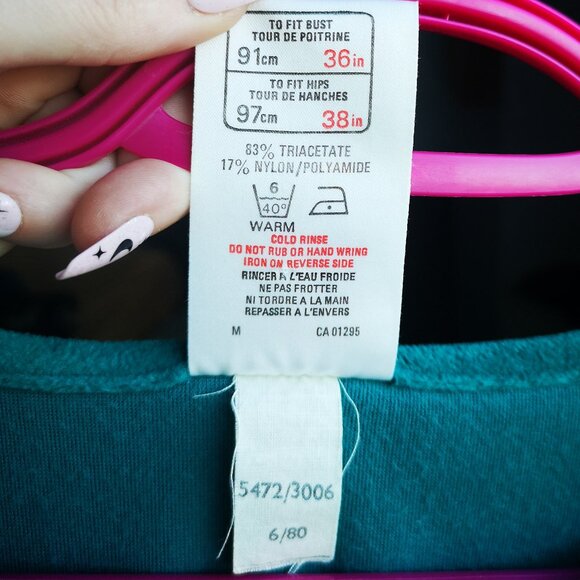 TO FIT BUST
TOUR DE POITRINE
91cm 36in
TO FIT HIPS
TOUR DE HANCHES
97cm 38in
83% TRIACETATE
17% NYLON/POLYAMIDE
6
40°
WARM
COLD RINSE
DO NOT RUB OR HAND WRING
IRON ON REVERSE SIDE
RINCER A L'EAU FROIDE
NE PAS FROTTER
NI TORDRE A LA MAIN
REPASSER A L'ENVERS
M CA 01295
5472/3006
6/80